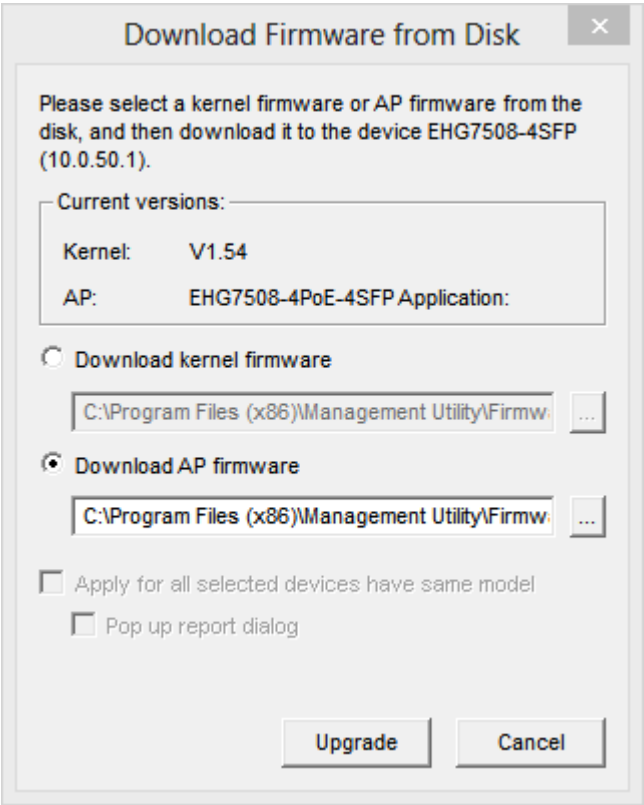 Download Firmware from Disk
Please select a kernel firmware or AP firmware from the
disk, and then download it to the device EHG7508-4SFP
(10.0.50.1).
Current versions:
Kernel: V1.54
AP: EHG7508-4PoE-4SFP Application:
Download kernel firmware
C:\Program Files (x86)\Management Utility\Firmw
...
Download AP firmware
C:\Program Files (x86)\Management Utility\Firmw
...
Apply for all selected devices have same model
Pop up report dialog
Upgrade Cancel